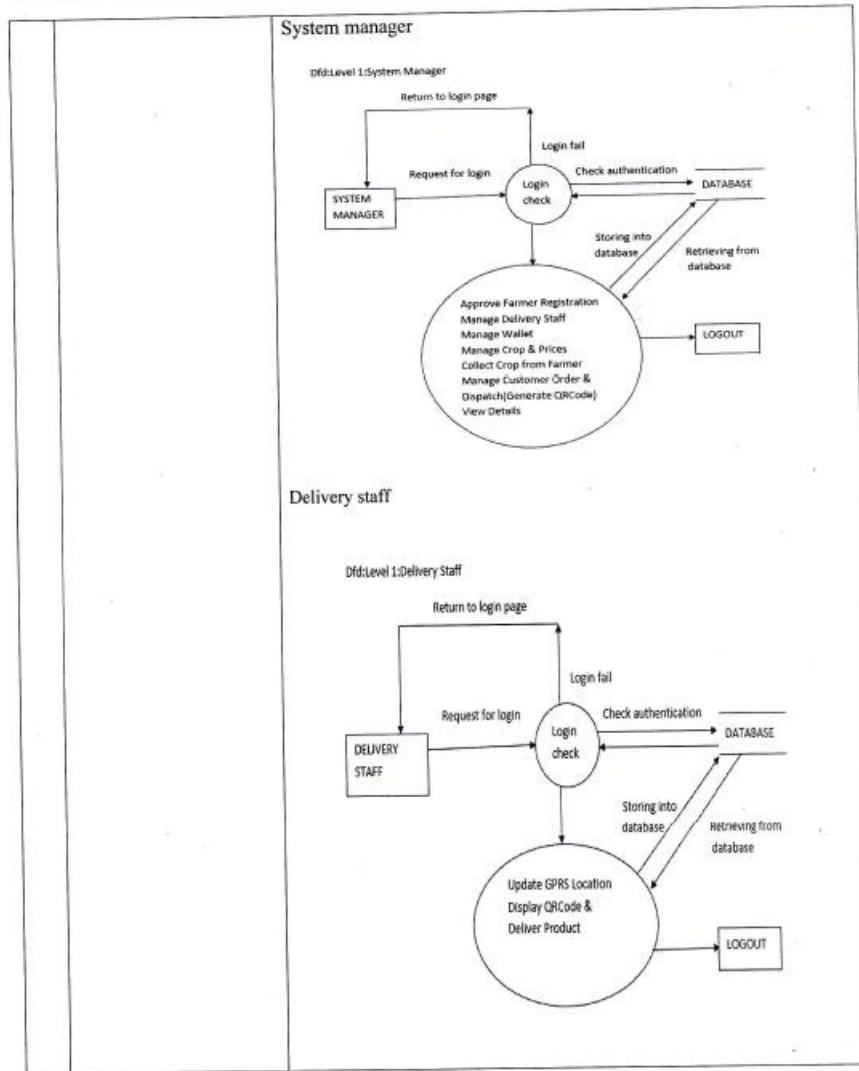 System manager
Dfd:Level 1:System Manager
Return to login page
Login fail
Request for login
Check authentication
SYSTEM
MANAGER
Login
check
DATABASE
Storing into
database
Retrieving from
database
Approve Farmer Registration
Manage Delivery Staff
Manage Wallet
Manage Crop & Prices
Collect Crop from Farmer
Manage Customer Order &
Dispatch(Generate QRCode)
View Details
LOGOUT
Delivery staff
Dfd:Level 1:Delivery Staff
Return to login page
Login fail
Request for login
Check authentication
DELIVERY
STAFF
Login
check
DATABASE
Storing into
database
Retrieving from
database
Update GPRS Location
Display QRCode &
Deliver Product
LOGOUT